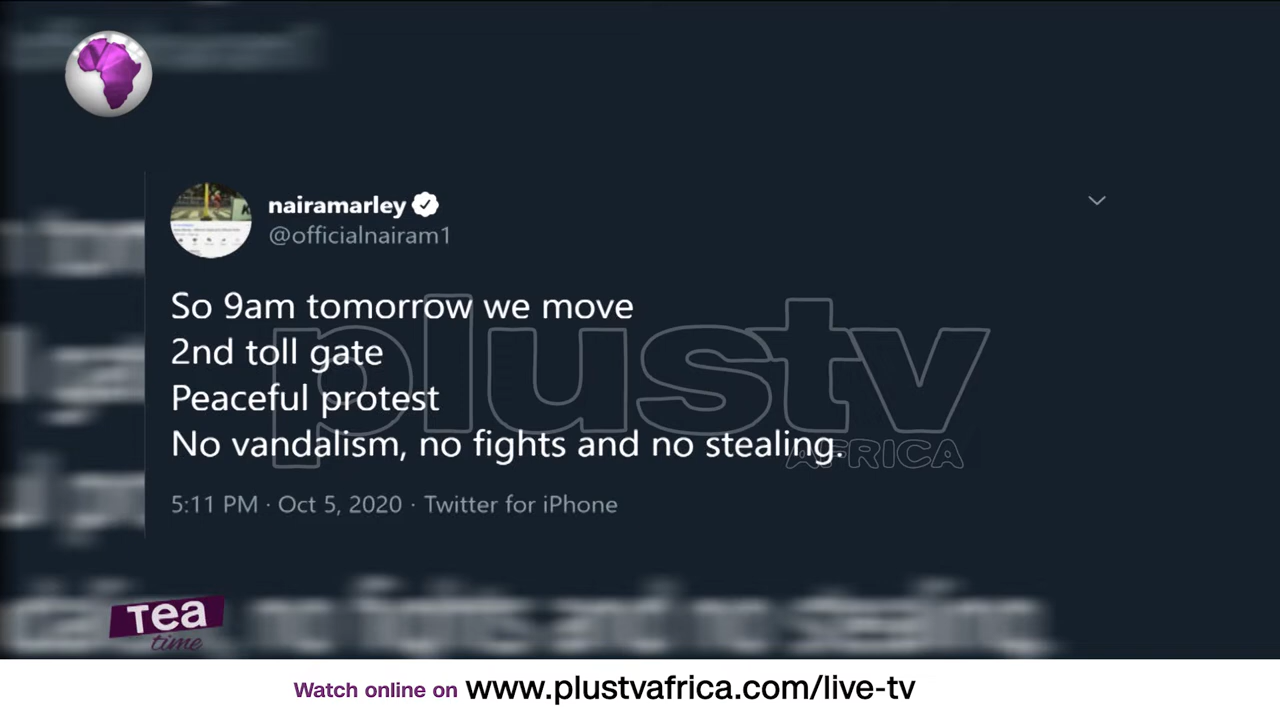 nairamarley
@officialnairam1
So 9am tomorrow we move
2nd toll gate
Peaceful protest
No vandalism, no fights and no stealing.
5:11 PM · Oct 5, 2020 · Twitter for iPhone
plustv
AFRICA
Tea
time
Watch online on www.plustvafrica.com/live-tv